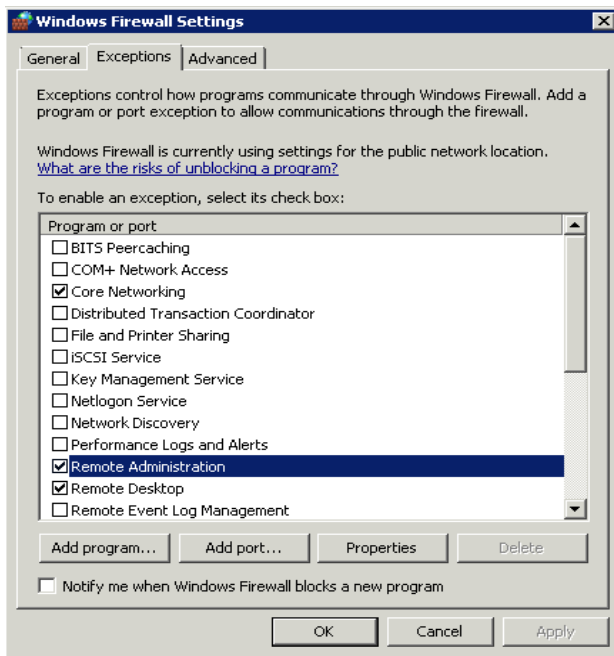 Windows Firewall Settings
General Exceptions Advanced
Exceptions control how programs communicate through Windows Firewall. Add a
program or port exception to allow communications through the firewall.
Windows Firewall is currently using settings for the public network location.
What are the risks of unblocking a program?
To enable an exception, select its check box:
Program or port
BITS Peercaching
COM+ Network Access
Core Networking
Distributed Transaction Coordinator
File and Printer Sharing
iSCSI Service
Key Management Service
Netlogon Service
Network Discovery
Performance Logs and Alerts
Remote Administration
Remote Desktop
Remote Event Log Management
Add program... Add port... Properties Delete
Notify me when Windows Firewall blocks a new program
OK Cancel Apply